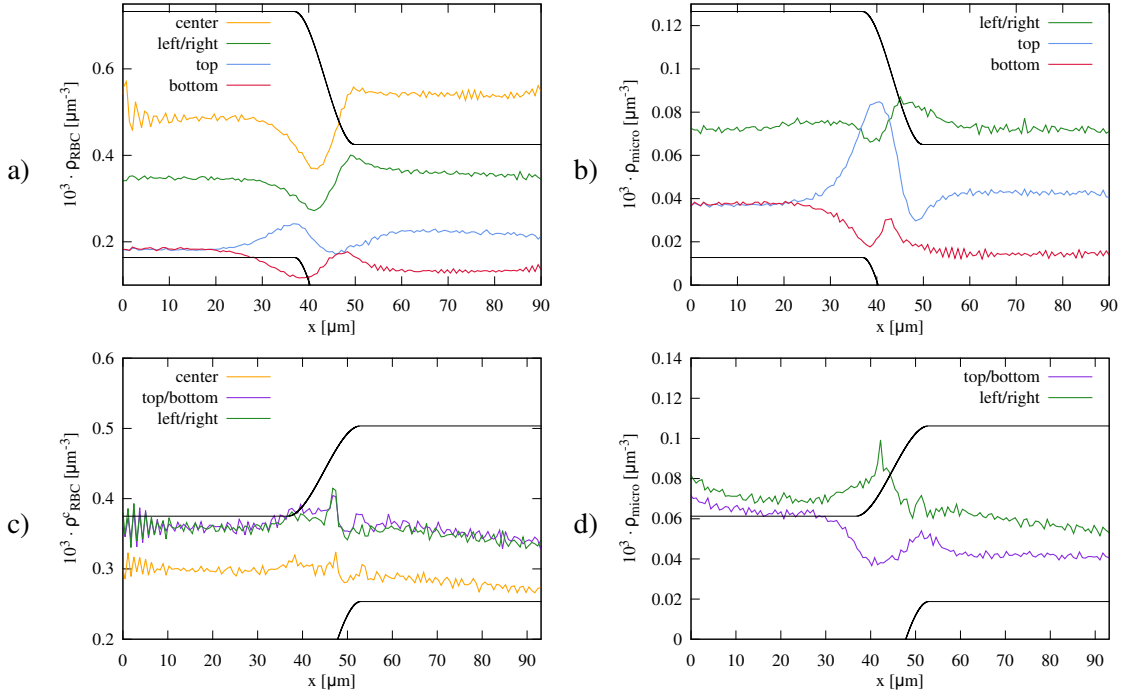 a)
center
left/right
top
bottom
10³ · ρRBC [μm⁻³]
0.6
0.4
0.2
0 10 20 30 40 50 60 70 80 90
x [μm]
b)
left/right
top
bottom
10³ · ρmicro [μm⁻³]
0.12
0.1
0.08
0.06
0.04
0.02
0
0 10 20 30 40 50 60 70 80 90
x [μm]
c)
center
top/bottom
left/right
10³ · ρᶜRBC [μm⁻³]
0.6
0.5
0.4
0.3
0.2
0 10 20 30 40 50 60 70 80 90
x [μm]
d)
top/bottom
left/right
10³ · ρmicro [μm⁻³]
0.14
0.12
0.1
0.08
0.06
0.04
0.02
0
0 10 20 30 40 50 60 70 80 90
x [μm]